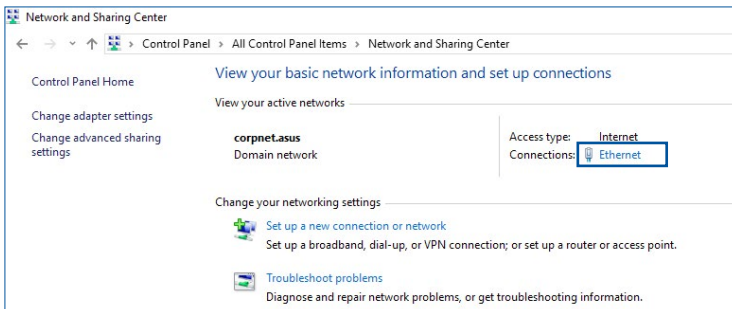 Network and Sharing Center
Control Panel > All Control Panel Items > Network and Sharing Center
Control Panel Home
Change adapter settings
Change advanced sharing
settings
View your basic network information and set up connections
View your active networks
corpnet.asus
Domain network
Access type: Internet
Connections: Ethernet
Change your networking settings
Set up a new connection or network
Set up a broadband, dial-up, or VPN connection; or set up a router or access point.
Troubleshoot problems
Diagnose and repair network problems, or get troubleshooting information.